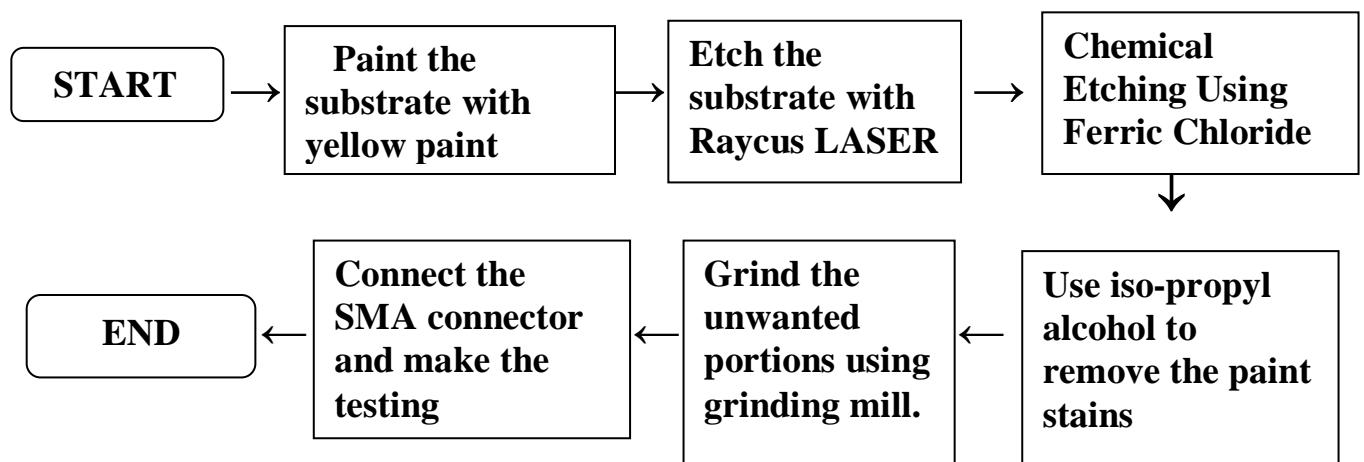 START
Paint the
substrate with
yellow paint
Etch the
substrate with
Raycus LASER
Chemical
Etching Using
Ferric Chloride
Use iso-propyl
alcohol to
remove the paint
stains
Grind the
unwanted
portions using
grinding mill.
Connect the
SMA connector
and make the
testing
END